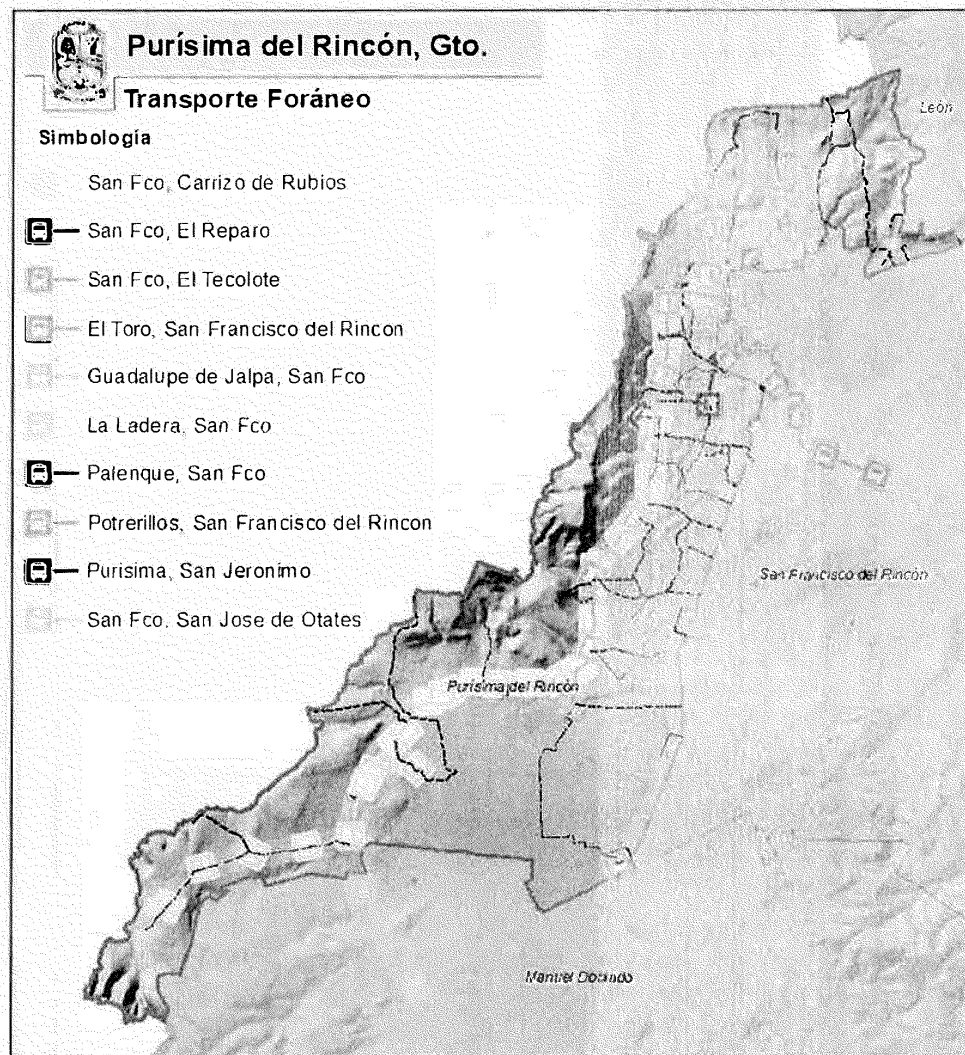 Purísima del Rincón, Gto.
Transporte Foráneo
Simbología
San Fco, Carrizo de Rubios
San Fco, El Reparo
San Fco, El Tecolote
El Toro, San Francisco del Rincon
Guadalupe de Jalpa, San Fco
La Ladera, San Fco
Palenque, San Fco
Potrerillos, San Francisco del Rincon
Purisima, San Jeronimo
San Fco, San Jose de Otates
León
San Francisco del Rincón
Purísima del Rincón
Manuel Doblado